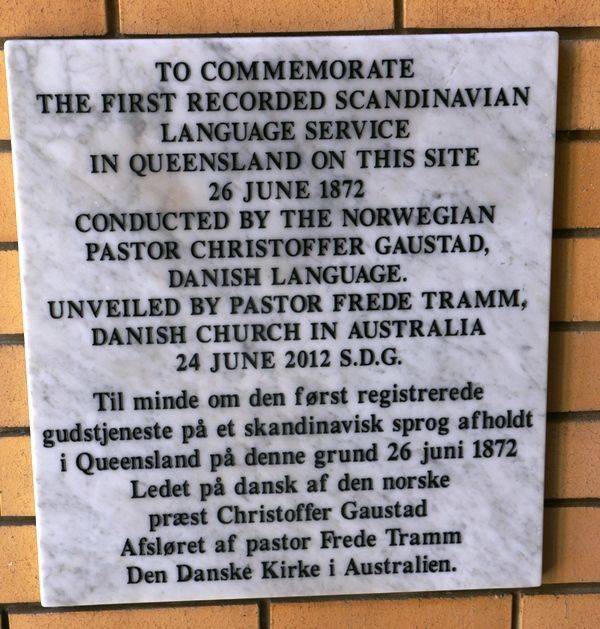 TO COMMEMORATE
THE FIRST RECORDED SCANDINAVIAN
LANGUAGE SERVICE
IN QUEENSLAND ON THIS SITE
26 JUNE 1872
CONDUCTED BY THE NORWEGIAN
PASTOR CHRISTOFFER GAUSTAD,
DANISH LANGUAGE.
UNVEILED BY PASTOR FREDE TRAMM,
DANISH CHURCH IN AUSTRALIA
24 JUNE 2012 S.D.G.
Til minde om den først registrerede
gudstjeneste på et skandinavisk sprog afholdt
i Queensland på denne grund 26 juni 1872
Ledet på dansk af den norske
præst Christoffer Gaustad
Afsløret af pastor Frede Tramm
Den Danske Kirke i Australien.